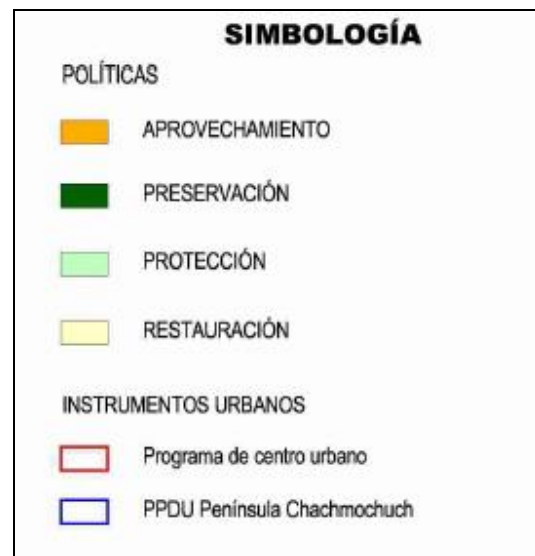 SIMBOLOGÍA
POLÍTICAS
APROVECHAMIENTO
PRESERVACIÓN
PROTECCIÓN
RESTAURACIÓN
INSTRUMENTOS URBANOS
Programa de centro urbano
PPDU Península Chachmochuch